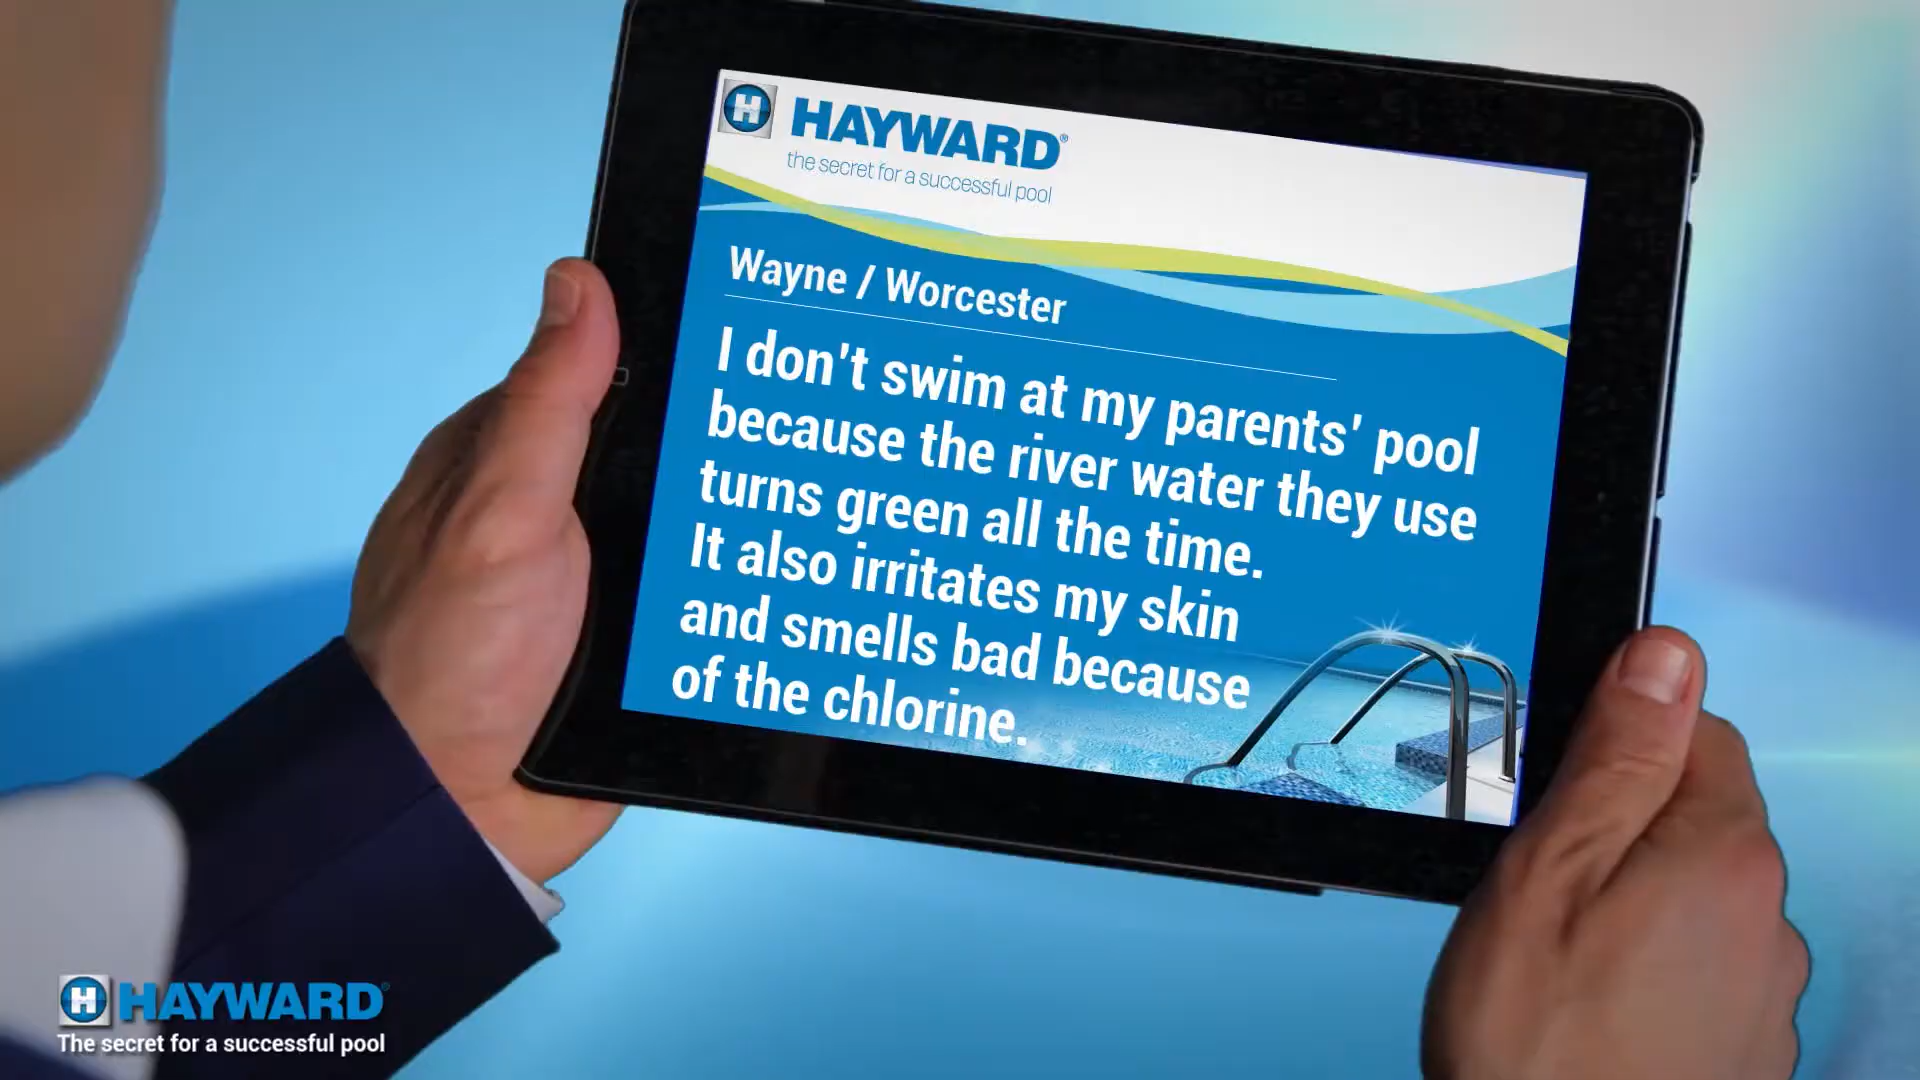 H HAYWARD®
the secret for a successful pool
Wayne / Worcester
I don't swim at my parents' pool
because the river water they use
turns green all the time.
It also irritates my skin
and smells bad because
of the chlorine.
H HAYWARD®
The secret for a successful pool